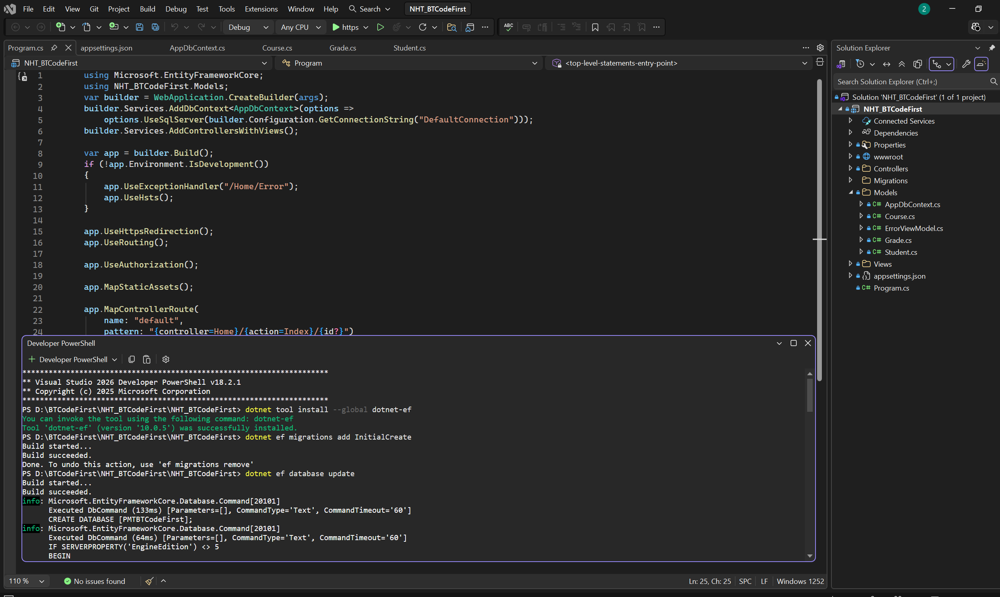 File Edit View Git Project Build Debug Test Tools Extensions Window Help Search NHT_BTCodeFirst 2
Debug Any CPU https ABC
Program.cs appsettings.json AppDbContext.cs Course.cs Grade.cs Student.cs
NHT_BTCodeFirst Program <top-level-statements-entry-point>
1 using Microsoft.EntityFrameworkCore;
2 using NHT_BTCodeFirst.Models;
3 var builder = WebApplication.CreateBuilder(args);
4 builder.Services.AddDbContext<AppDbContext>(options =>
5 options.UseSqlServer(builder.Configuration.GetConnectionString("DefaultConnection")));
6 builder.Services.AddControllersWithViews();
7
8 var app = builder.Build();
9 if (!app.Environment.IsDevelopment())
10 {
11 app.UseExceptionHandler("/Home/Error");
12 app.UseHsts();
13 }
14
15 app.UseHttpsRedirection();
16 app.UseRouting();
17
18 app.UseAuthorization();
19
20 app.MapStaticAssets();
21
22 app.MapControllerRoute(
23 name: "default",
24 pattern: "{controller=Home}/{action=Index}/{id?}")
Developer PowerShell
Developer PowerShell
**********************************************************************
** Visual Studio 2026 Developer PowerShell v18.2.1
** Copyright (c) 2025 Microsoft Corporation
**********************************************************************
PS D:\BTCodeFirst\NHT_BTCodeFirst\NHT_BTCodeFirst> dotnet tool install --global dotnet-ef
You can invoke the tool using the following command: dotnet-ef
Tool 'dotnet-ef' (version '10.0.5') was successfully installed.
PS D:\BTCodeFirst\NHT_BTCodeFirst\NHT_BTCodeFirst> dotnet ef migrations add InitialCreate
Build started...
Build succeeded.
Done. To undo this action, use 'ef migrations remove'
PS D:\BTCodeFirst\NHT_BTCodeFirst\NHT_BTCodeFirst> dotnet ef database update
Build started...
Build succeeded.
info: Microsoft.EntityFrameworkCore.Database.Command[20101]
Executed DbCommand (133ms) [Parameters=[], CommandType='Text', CommandTimeout='60']
CREATE DATABASE [PMTBTCodeFirst];
info: Microsoft.EntityFrameworkCore.Database.Command[20101]
Executed DbCommand (64ms) [Parameters=[], CommandType='Text', CommandTimeout='60']
IF SERVERPROPERTY('EngineEdition') <> 5
BEGIN
110 % No issues found Ln: 25, Ch: 25 SPC LF Windows 1252
Solution Explorer
Search Solution Explorer (Ctrl+;)
Solution 'NHT_BTCodeFirst' (1 of 1 project)
NHT_BTCodeFirst
Connected Services
Dependencies
Properties
wwwroot
Controllers
Migrations
Models
C# AppDbContext.cs
C# Course.cs
C# ErrorViewModel.cs
C# Grade.cs
C# Student.cs
Views
appsettings.json
C# Program.cs